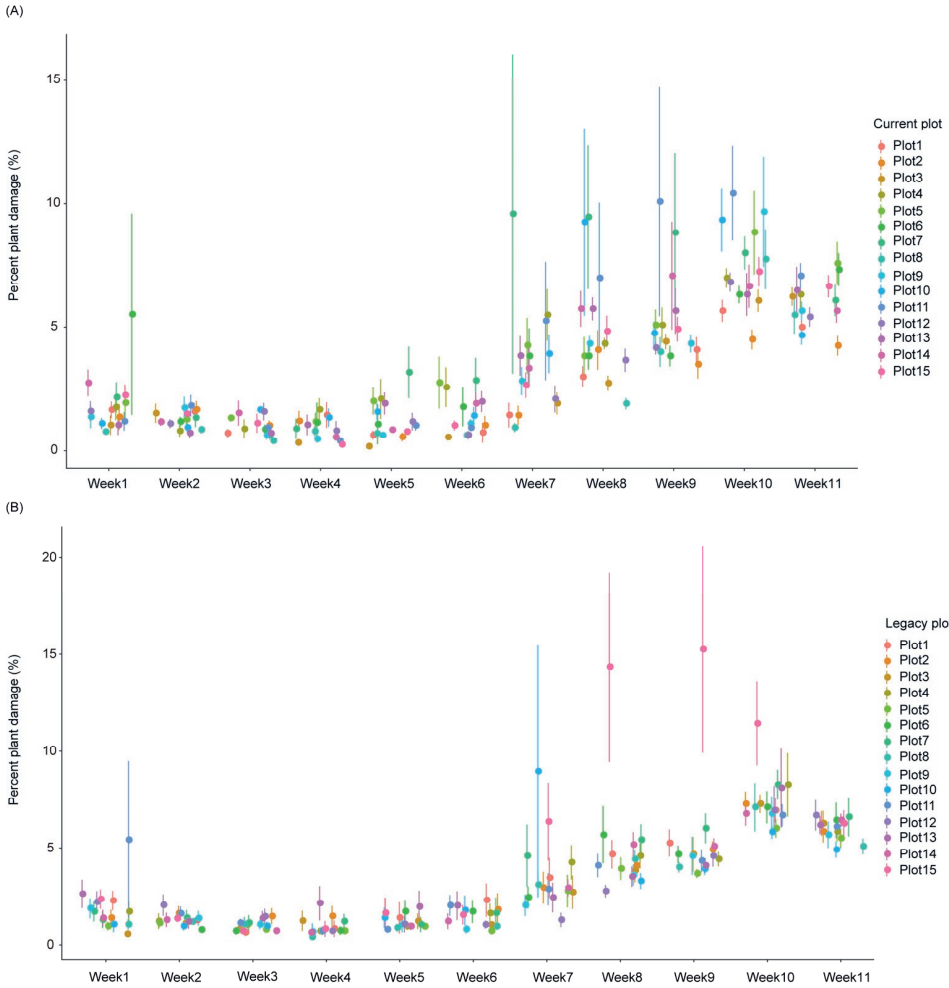 (A)
Percent plant damage (%)
15
10
5
0
Week1 Week2 Week3 Week4 Week5 Week6 Week7 Week8 Week9 Week10 Week11
Current plot
Plot1
Plot2
Plot3
Plot4
Plot5
Plot6
Plot7
Plot8
Plot9
Plot10
Plot11
Plot12
Plot13
Plot14
Plot15
(B)
Percent plant damage (%)
20
15
10
5
0
Week1 Week2 Week3 Week4 Week5 Week6 Week7 Week8 Week9 Week10 Week11
Legacy plo
Plot1
Plot2
Plot3
Plot4
Plot5
Plot6
Plot7
Plot8
Plot9
Plot10
Plot11
Plot12
Plot13
Plot14
Plot15